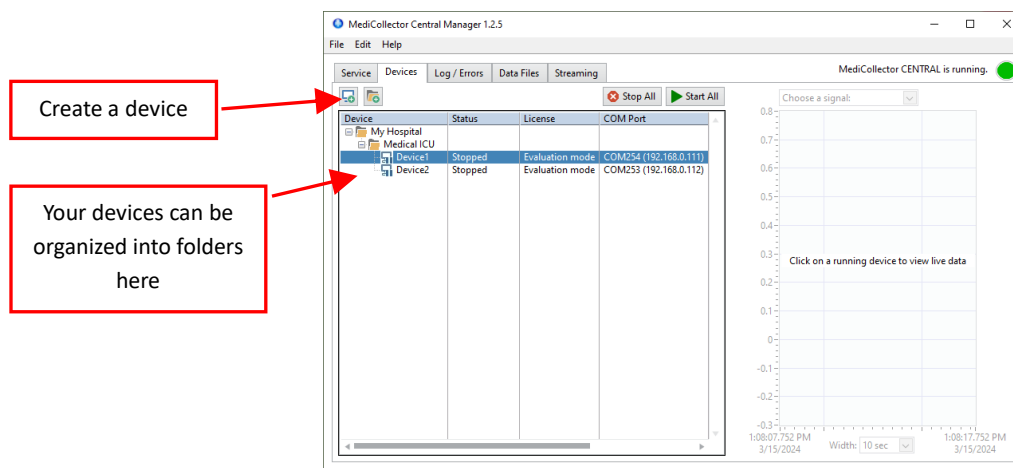 MediCollector Central Manager 1.2.5
File Edit Help
Service Devices Log / Errors Data Files Streaming
MediCollector CENTRAL is running.
Create a device
Stop All Start All
Choose a signal:
Device Status License COM Port
My Hospital
Medical ICU
Device1 Stopped Evaluation mode COM254 (192.168.0.111)
Device2 Stopped Evaluation mode COM253 (192.168.0.112)
Your devices can be
organized into folders
here
0.8
0.7
0.6
0.5
0.4
0.3
Click on a running device to view live data
0.2
0.1
0
-0.1
-0.2
-0.3
1:08:07.752 PM
3/15/2024
Width: 10 sec
1:08:17.752 PM
3/15/2024